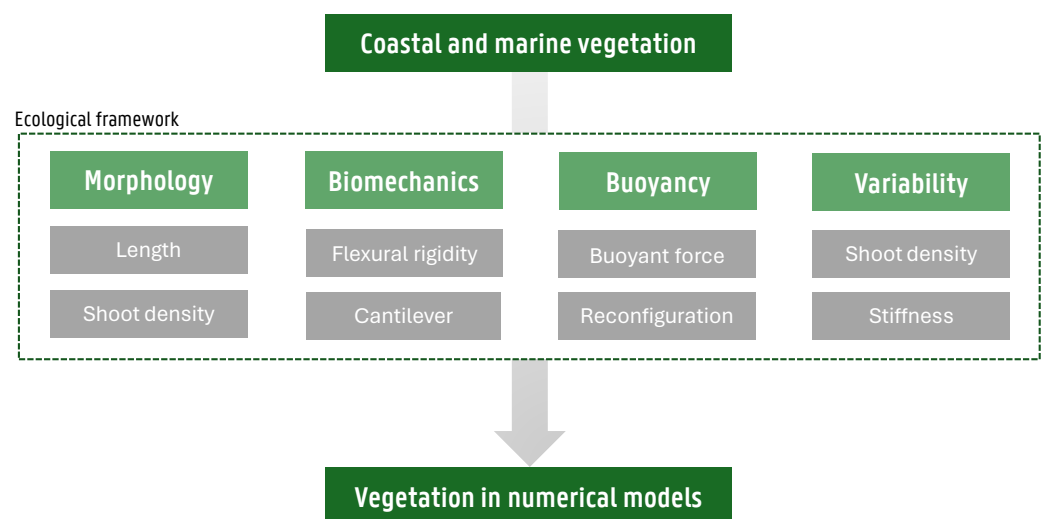 Coastal and marine vegetation
Ecological framework
Morphology
Biomechanics
Buoyancy
Variability
Length
Flexural rigidity
Buoyant force
Shoot density
Shoot density
Cantilever
Reconfiguration
Stiffness
Vegetation in numerical models